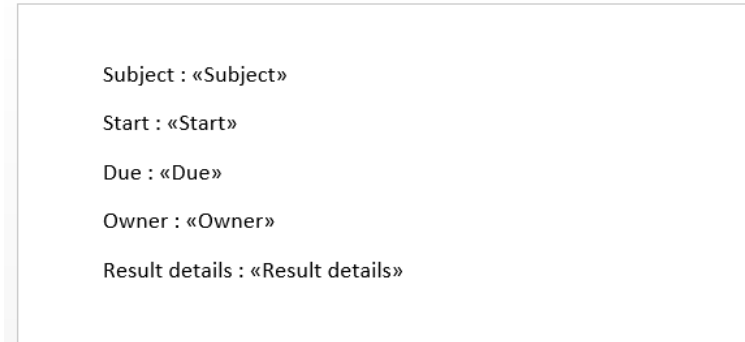 Subject : «Subject»
Start : «Start»
Due : «Due»
Owner : «Owner»
Result details : «Result details»